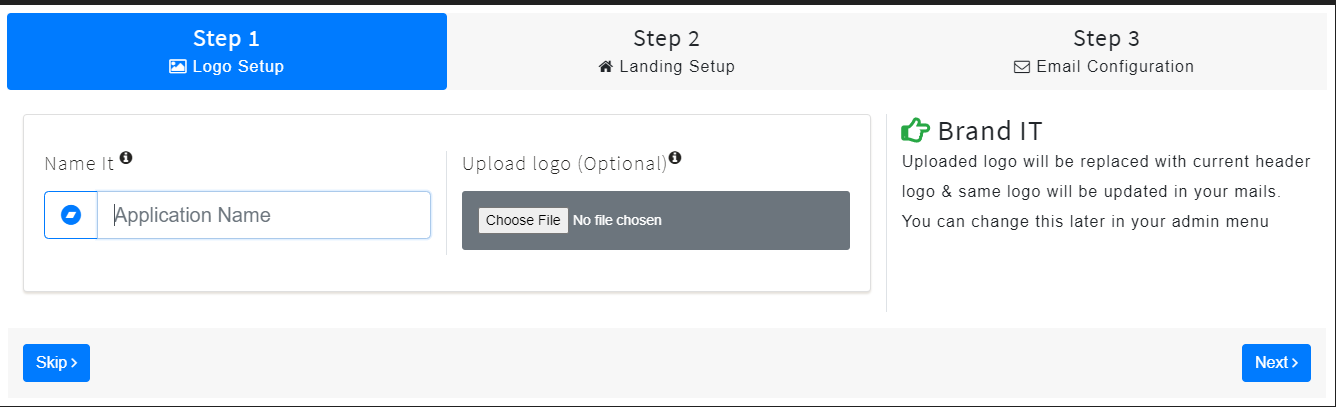 Step 1
Logo Setup
Step 2
Landing Setup
Step 3
Email Configuration
Name It
Application Name
Upload logo (Optional)
Choose File No file chosen
Brand IT
Uploaded logo will be replaced with current header
logo & same logo will be updated in your mails.
You can change this later in your admin menu
Skip
Next